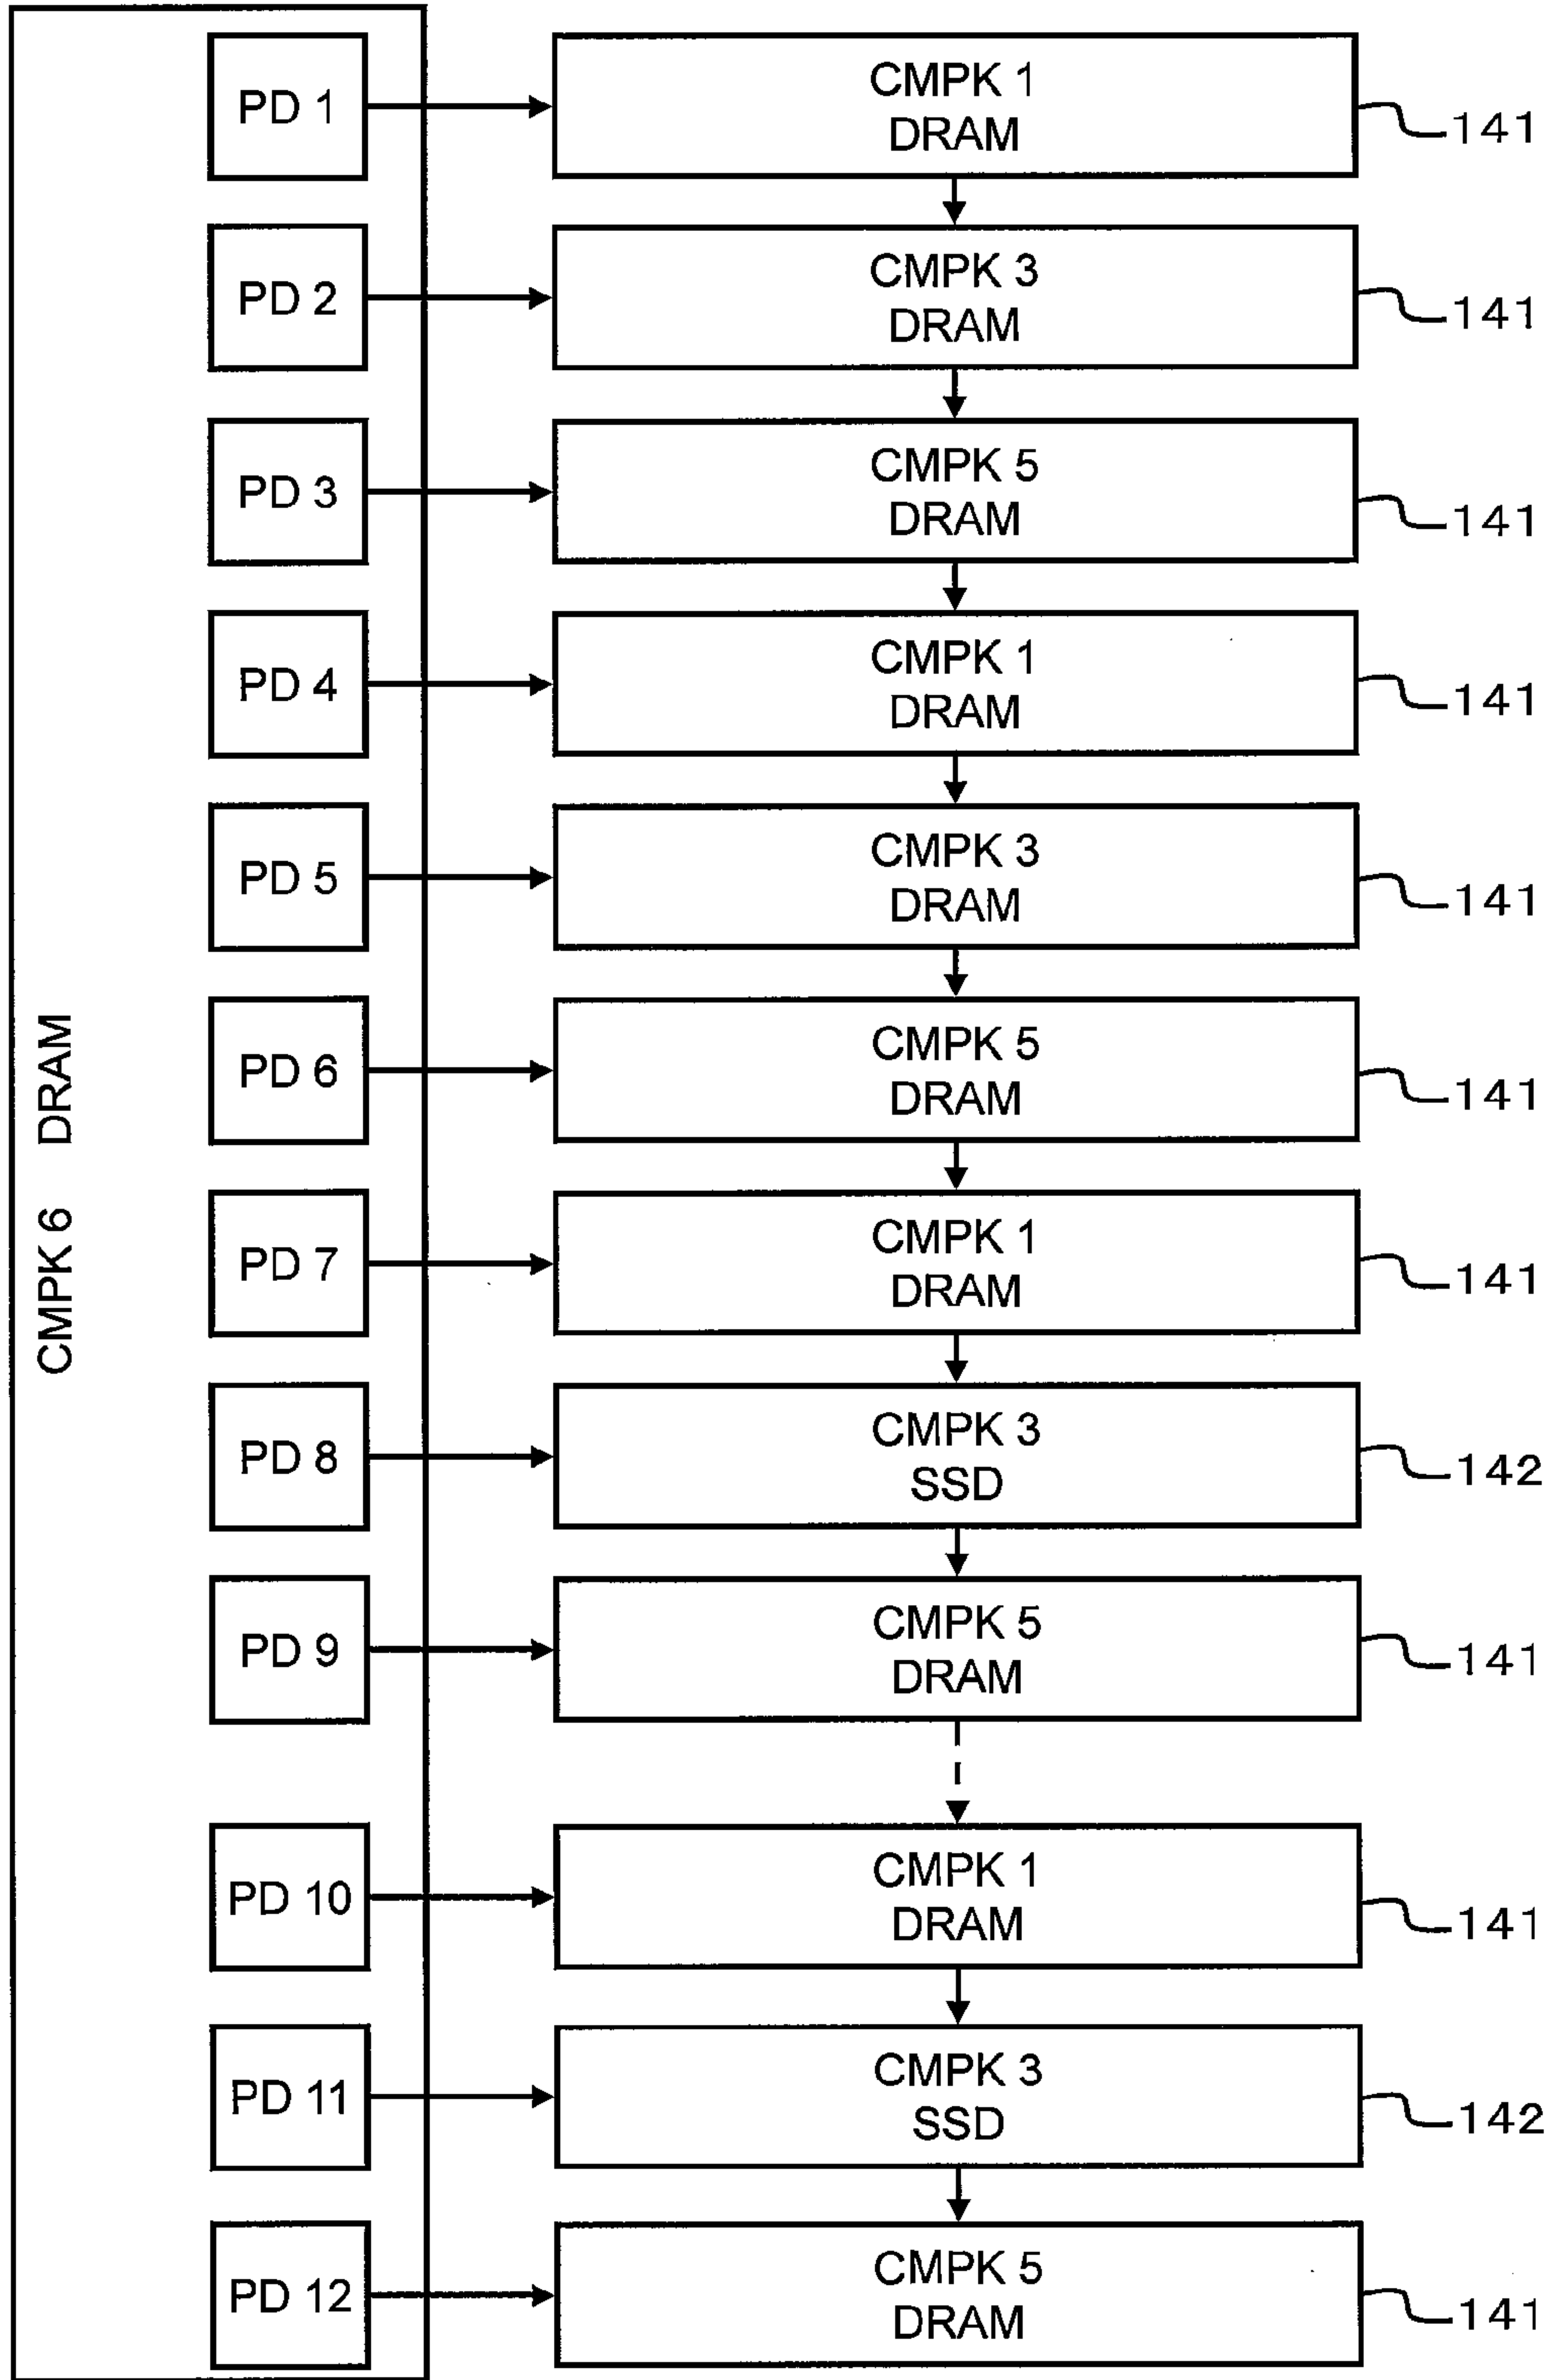 CMPK 6 DRAM
PD 1
CMPK 1
DRAM
141
PD 2
CMPK 3
DRAM
141
PD 3
CMPK 5
DRAM
141
PD 4
CMPK 1
DRAM
141
PD 5
CMPK 3
DRAM
141
PD 6
CMPK 5
DRAM
141
PD 7
CMPK 1
DRAM
141
PD 8
CMPK 3
SSD
142
PD 9
CMPK 5
DRAM
141
PD 10
CMPK 1
DRAM
141
PD 11
CMPK 3
SSD
142
PD 12
CMPK 5
DRAM
141